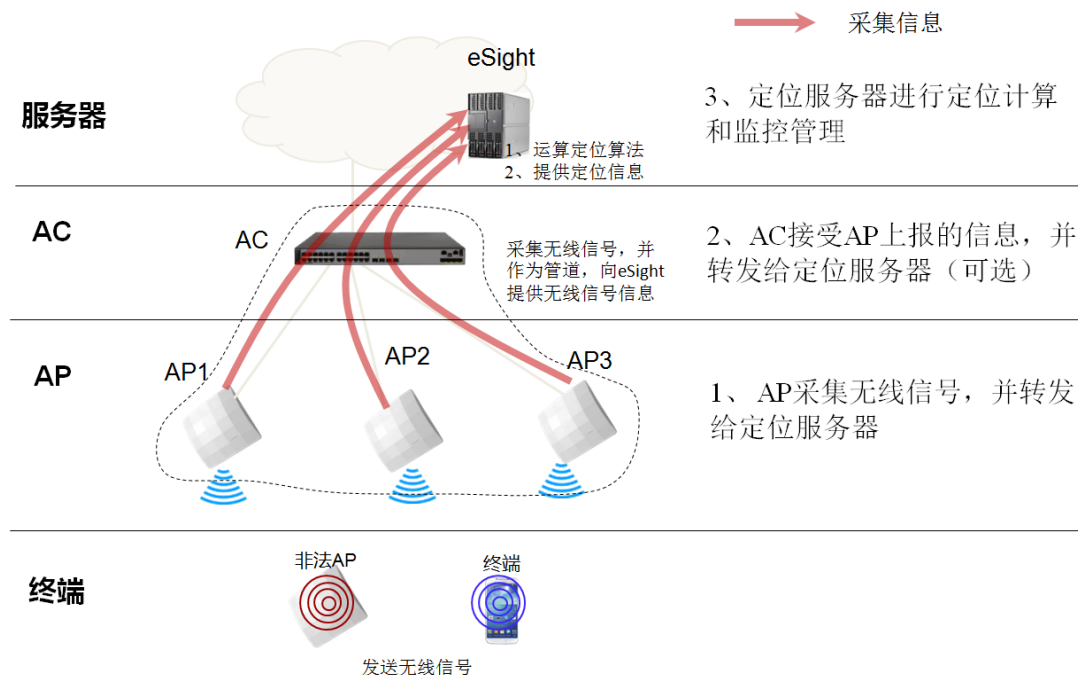 采集信息
eSight
服务器
3、定位服务器进行定位计算
和监控管理
1、运算定位算法
2、提供定位信息
AC
AC
采集无线信号，并
作为管道，向eSight
提供无线信号信息
2、AC接受AP上报的信息，并
转发给定位服务器（可选）
AP
AP1
AP2
AP3
1、 AP采集无线信号，并转发
给定位服务器
终端
非法AP
终端
发送无线信号